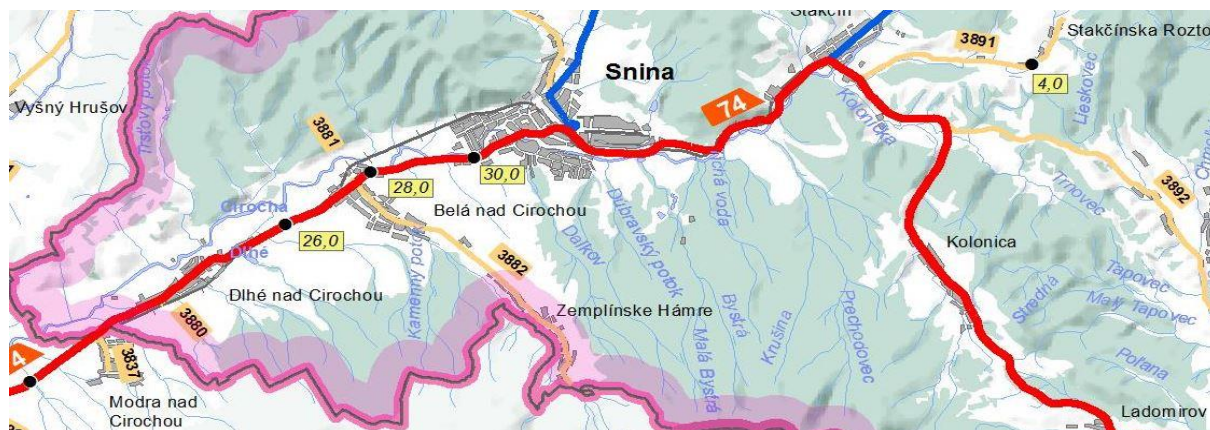 Stakčín
3891
Stakčínska Rozto
Snina
4,0
Lieskovec
Vyšný Hrušov
74
Kolonička
3881
30,0
28,0
Belá nad Cirochou
3892
Cirocha
26,0
Trnovec
Kolonica
Dúbravský potok
Dalkov
Dlhé
3882
Kamenný potok
Dlhé nad Cirochou
Tapovec
Malý Tapovec
Stredná
Zemplínske Hámre
3880
Bystrá
Malá Bystrá
Krušina
Prechodovec
3837
Poľana
Modra nad
Cirochou
Ladomirov